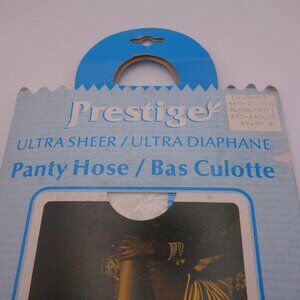 Prestige
ULTRA SHEER / ULTRA DIAPHANE
Panty Hose / Bas Culotte